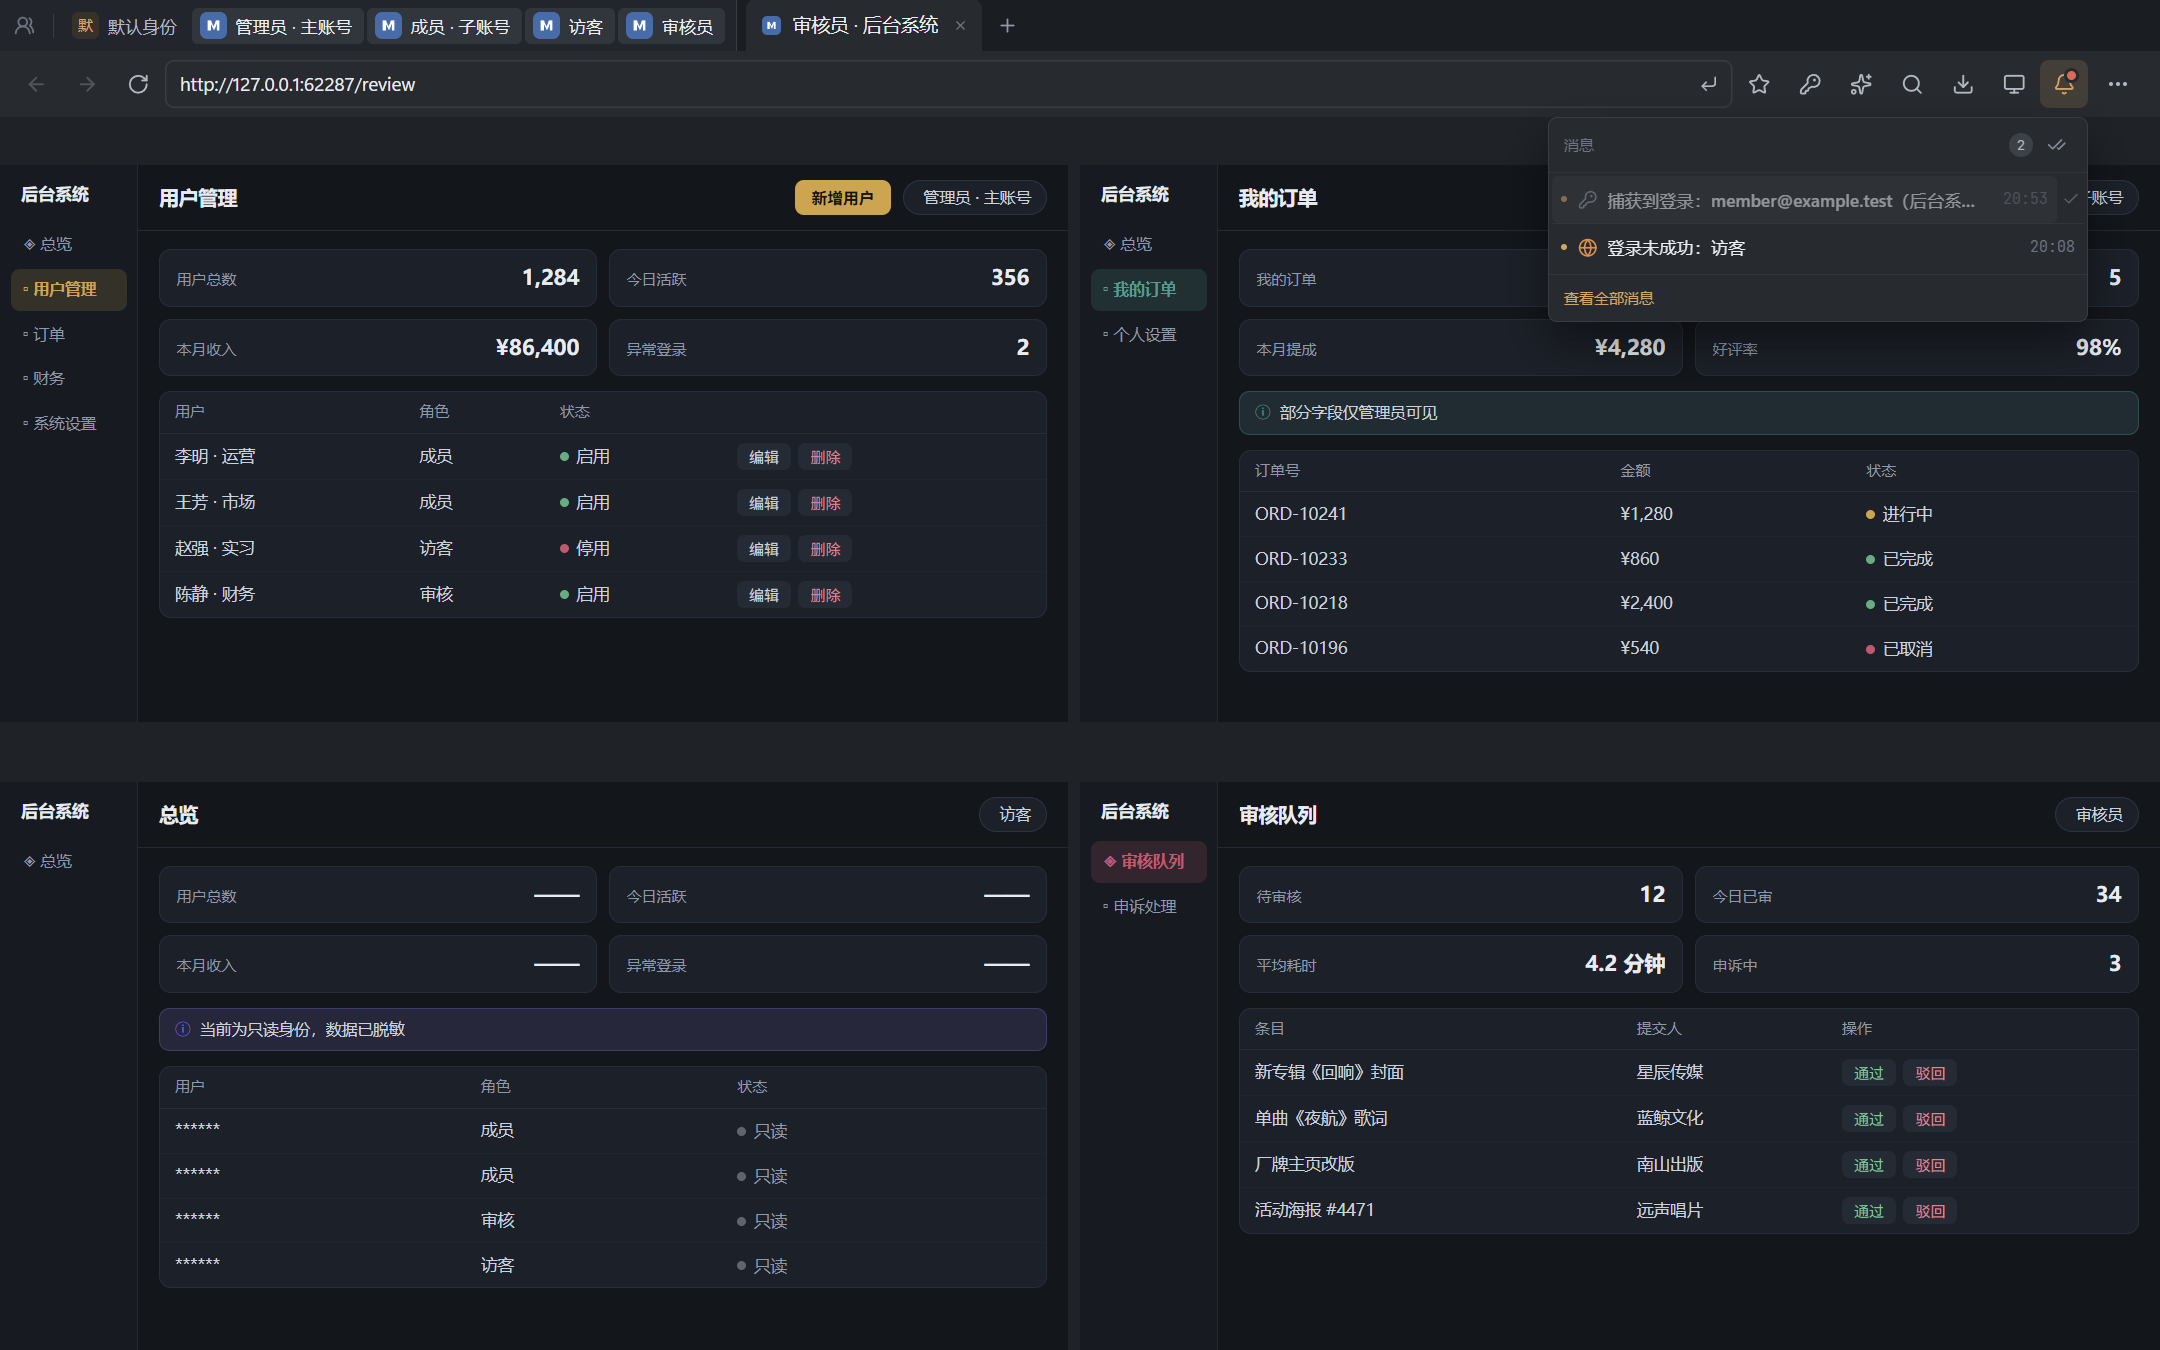 默 默认身份 M 管理员 · 主账号 M 成员 · 子账号 M 访客 M 审核员 M 审核员 · 后台系统
http://127.0.0.1:62287/review
消息 2
捕获到登录：member@example.test（后台系... 20:53
登录未成功：访客 20:08
查看全部消息
后台系统
总览
用户管理
订单
财务
系统设置
用户管理 新增用户 管理员 · 主账号
用户总数 1,284 今日活跃 356
本月收入 ¥86,400 异常登录 2
用户 角色 状态
李明 · 运营 成员 启用 编辑 删除
王芳 · 市场 成员 启用 编辑 删除
赵强 · 实习 访客 停用 编辑 删除
陈静 · 财务 审核 启用 编辑 删除
后台系统
总览
我的订单
个人设置
我的订单 账号
我的订单 5
本月提成 ¥4,280 好评率 98%
部分字段仅管理员可见
订单号 金额 状态
ORD-10241 ¥1,280 进行中
ORD-10233 ¥860 已完成
ORD-10218 ¥2,400 已完成
ORD-10196 ¥540 已取消
后台系统
总览
总览 访客
用户总数 —— 今日活跃 ——
本月收入 —— 异常登录 ——
当前为只读身份，数据已脱敏
用户 角色 状态
****** 成员 只读
****** 成员 只读
****** 审核 只读
****** 访客 只读
后台系统
审核队列
申诉处理
审核队列 审核员
待审核 12 今日已审 34
平均耗时 4.2 分钟 申诉中 3
条目 提交人 操作
新专辑《回响》封面 星辰传媒 通过 驳回
单曲《夜航》歌词 蓝鲸文化 通过 驳回
厂牌主页改版 南山出版 通过 驳回
活动海报 #4471 远声唱片 通过 驳回